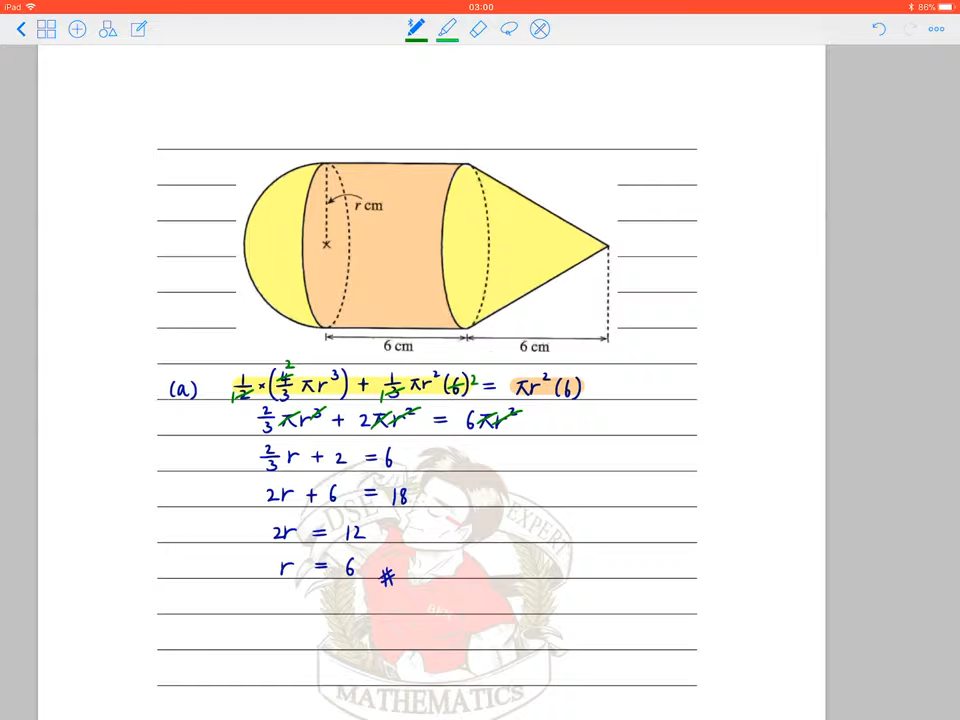 iPad 03:00 86%
r cm
6 cm 6 cm
(a) 1/2 × (4/3 πr³) + 1/3 πr²(6) = πr²(6)
2/3 πr³ + 2πr² = 6πr²
2/3 r + 2 = 6
2r + 6 = 18
2r = 12
r = 6 #
DSE EXPERT
MATHEMATICS